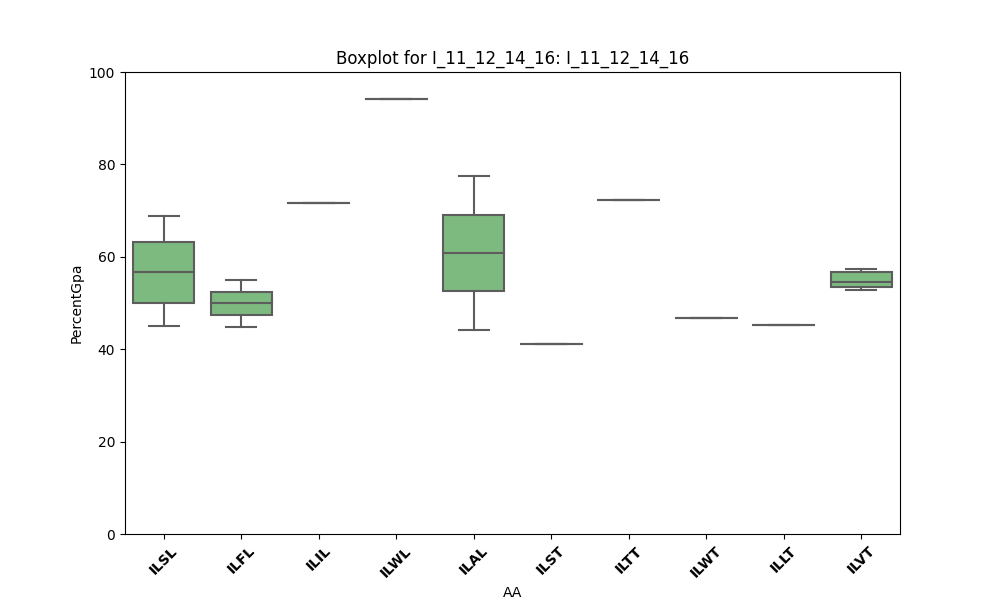 Boxplot for I_11_12_14_16: I_11_12_14_16
100
80
60
40
20
0
PercentGpa
ILSL
ILFL
ILIL
ILWL
ILAL
ILST
ILTT
ILWT
ILLT
ILVT
AA